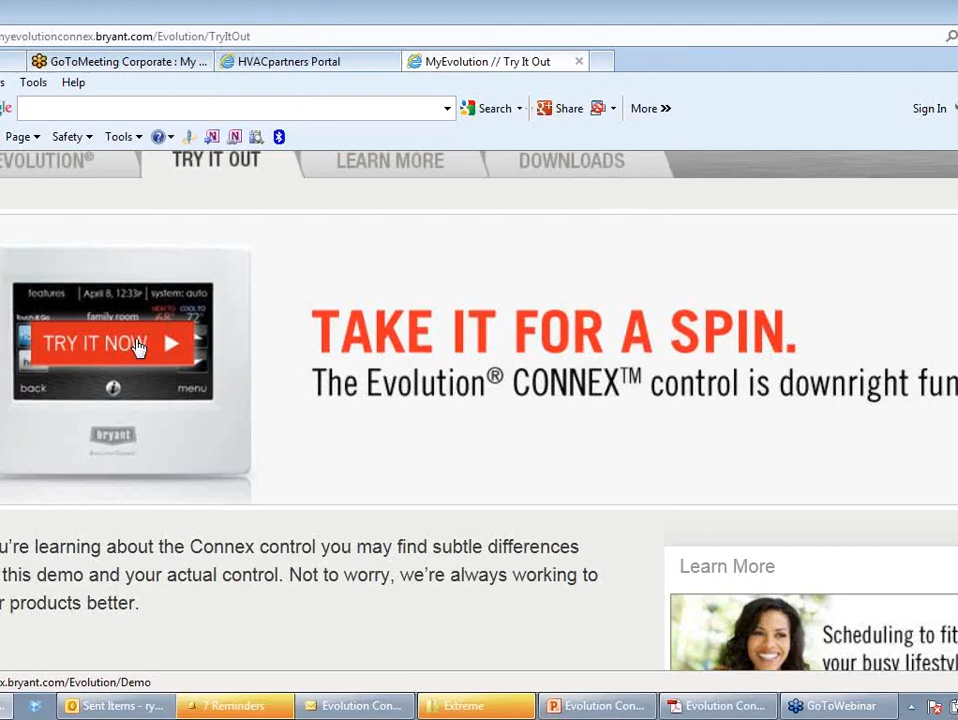 myevolutionconnex.bryant.com/Evolution/TryItOut
GoToMeeting Corporate : My ...
HVACpartners Portal
MyEvolution // Try It Out
Tools Help
Search Share More » Sign In
Page Safety Tools
EVOLUTION® TRY IT OUT LEARN MORE DOWNLOADS
features April 8, 12:33P system: auto
family room
TRY IT NOW
back menu
bryant
TAKE IT FOR A SPIN.
The Evolution® CONNEX™ control is downright fun
u're learning about the Connex control you may find subtle differences
this demo and your actual control. Not to worry, we're always working to
r products better.
Learn More
Scheduling to fit
your busy lifestyl
x.bryant.com/Evolution/Demo
Sent Items - ry...
7 Reminders
Evolution Con...
Extreme
Evolution Con...
Evolution Con...
GoToWebinar